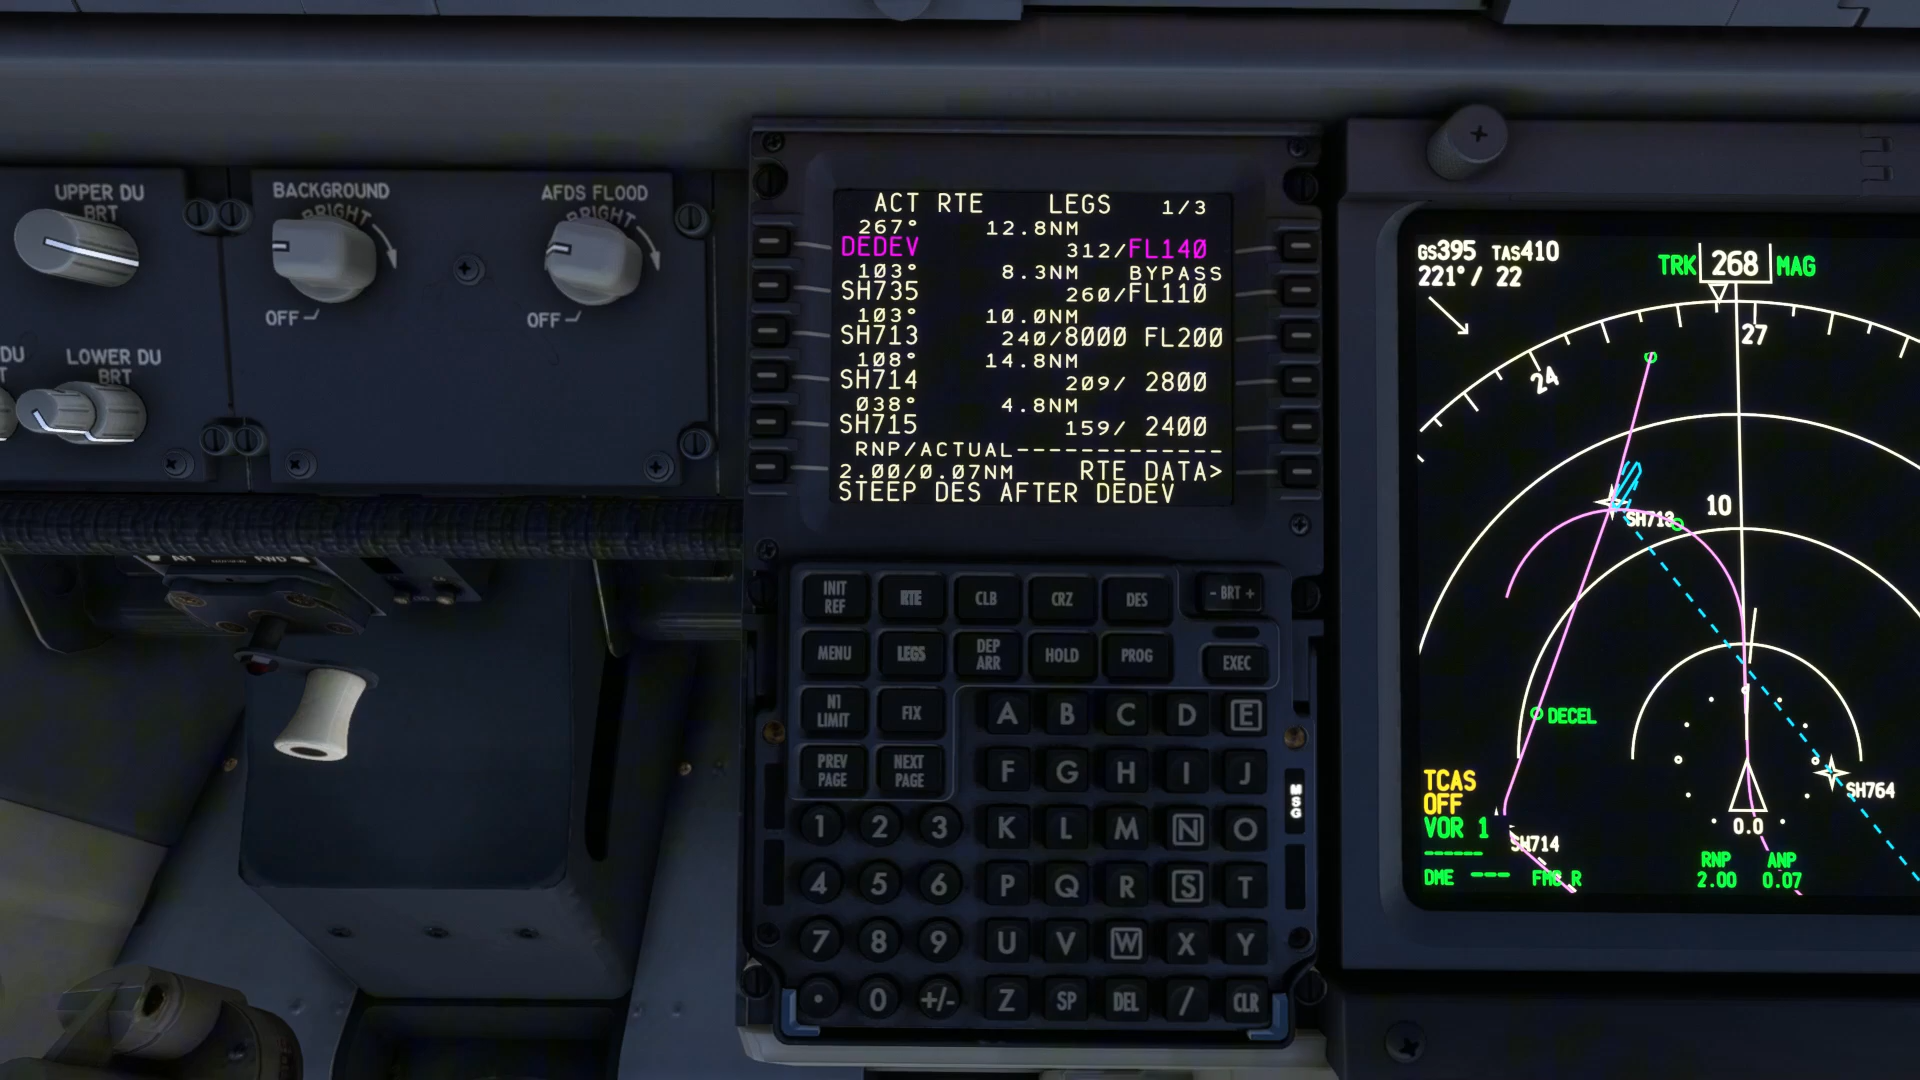 UPPER DU
BRT
BACKGROUND
BRIGHT
OFF
AFDS FLOOD
BRIGHT
OFF
DU
LOWER DU
BRT
ACT RTE LEGS 1/3
267° 12.8NM
DEDEV 312/FL140
103° 8.3NM BYPASS
SH735 260/FL110
103° 10.0NM
SH713 240/8000 FL200
108° 14.8NM
SH714 209/ 2800
038° 4.8NM
SH715 159/ 2400
RNP/ACTUAL-------------
2.00/0.07NM RTE DATA>
STEEP DES AFTER DEDEV
INIT REF
RTE
CLB
CRZ
DES
- BRT +
MENU
LEGS
DEP ARR
HOLD
PROG
EXEC
N1 LIMIT
FIX
PREV PAGE
NEXT PAGE
A B C D E
F G H I J
1 2 3 K L M N O
4 5 6 P Q R S T
7 8 9 U V W X Y
. 0 +/- Z SP DEL / CLR
MSG
GS395 TAS410
221°/ 22
TRK 268 MAG
24
27
10
SH713
DECEL
TCAS
OFF
VOR 1
------
DME ---
FMC R
SH764
SH714
0.0
RNP ANP
2.00 0.07